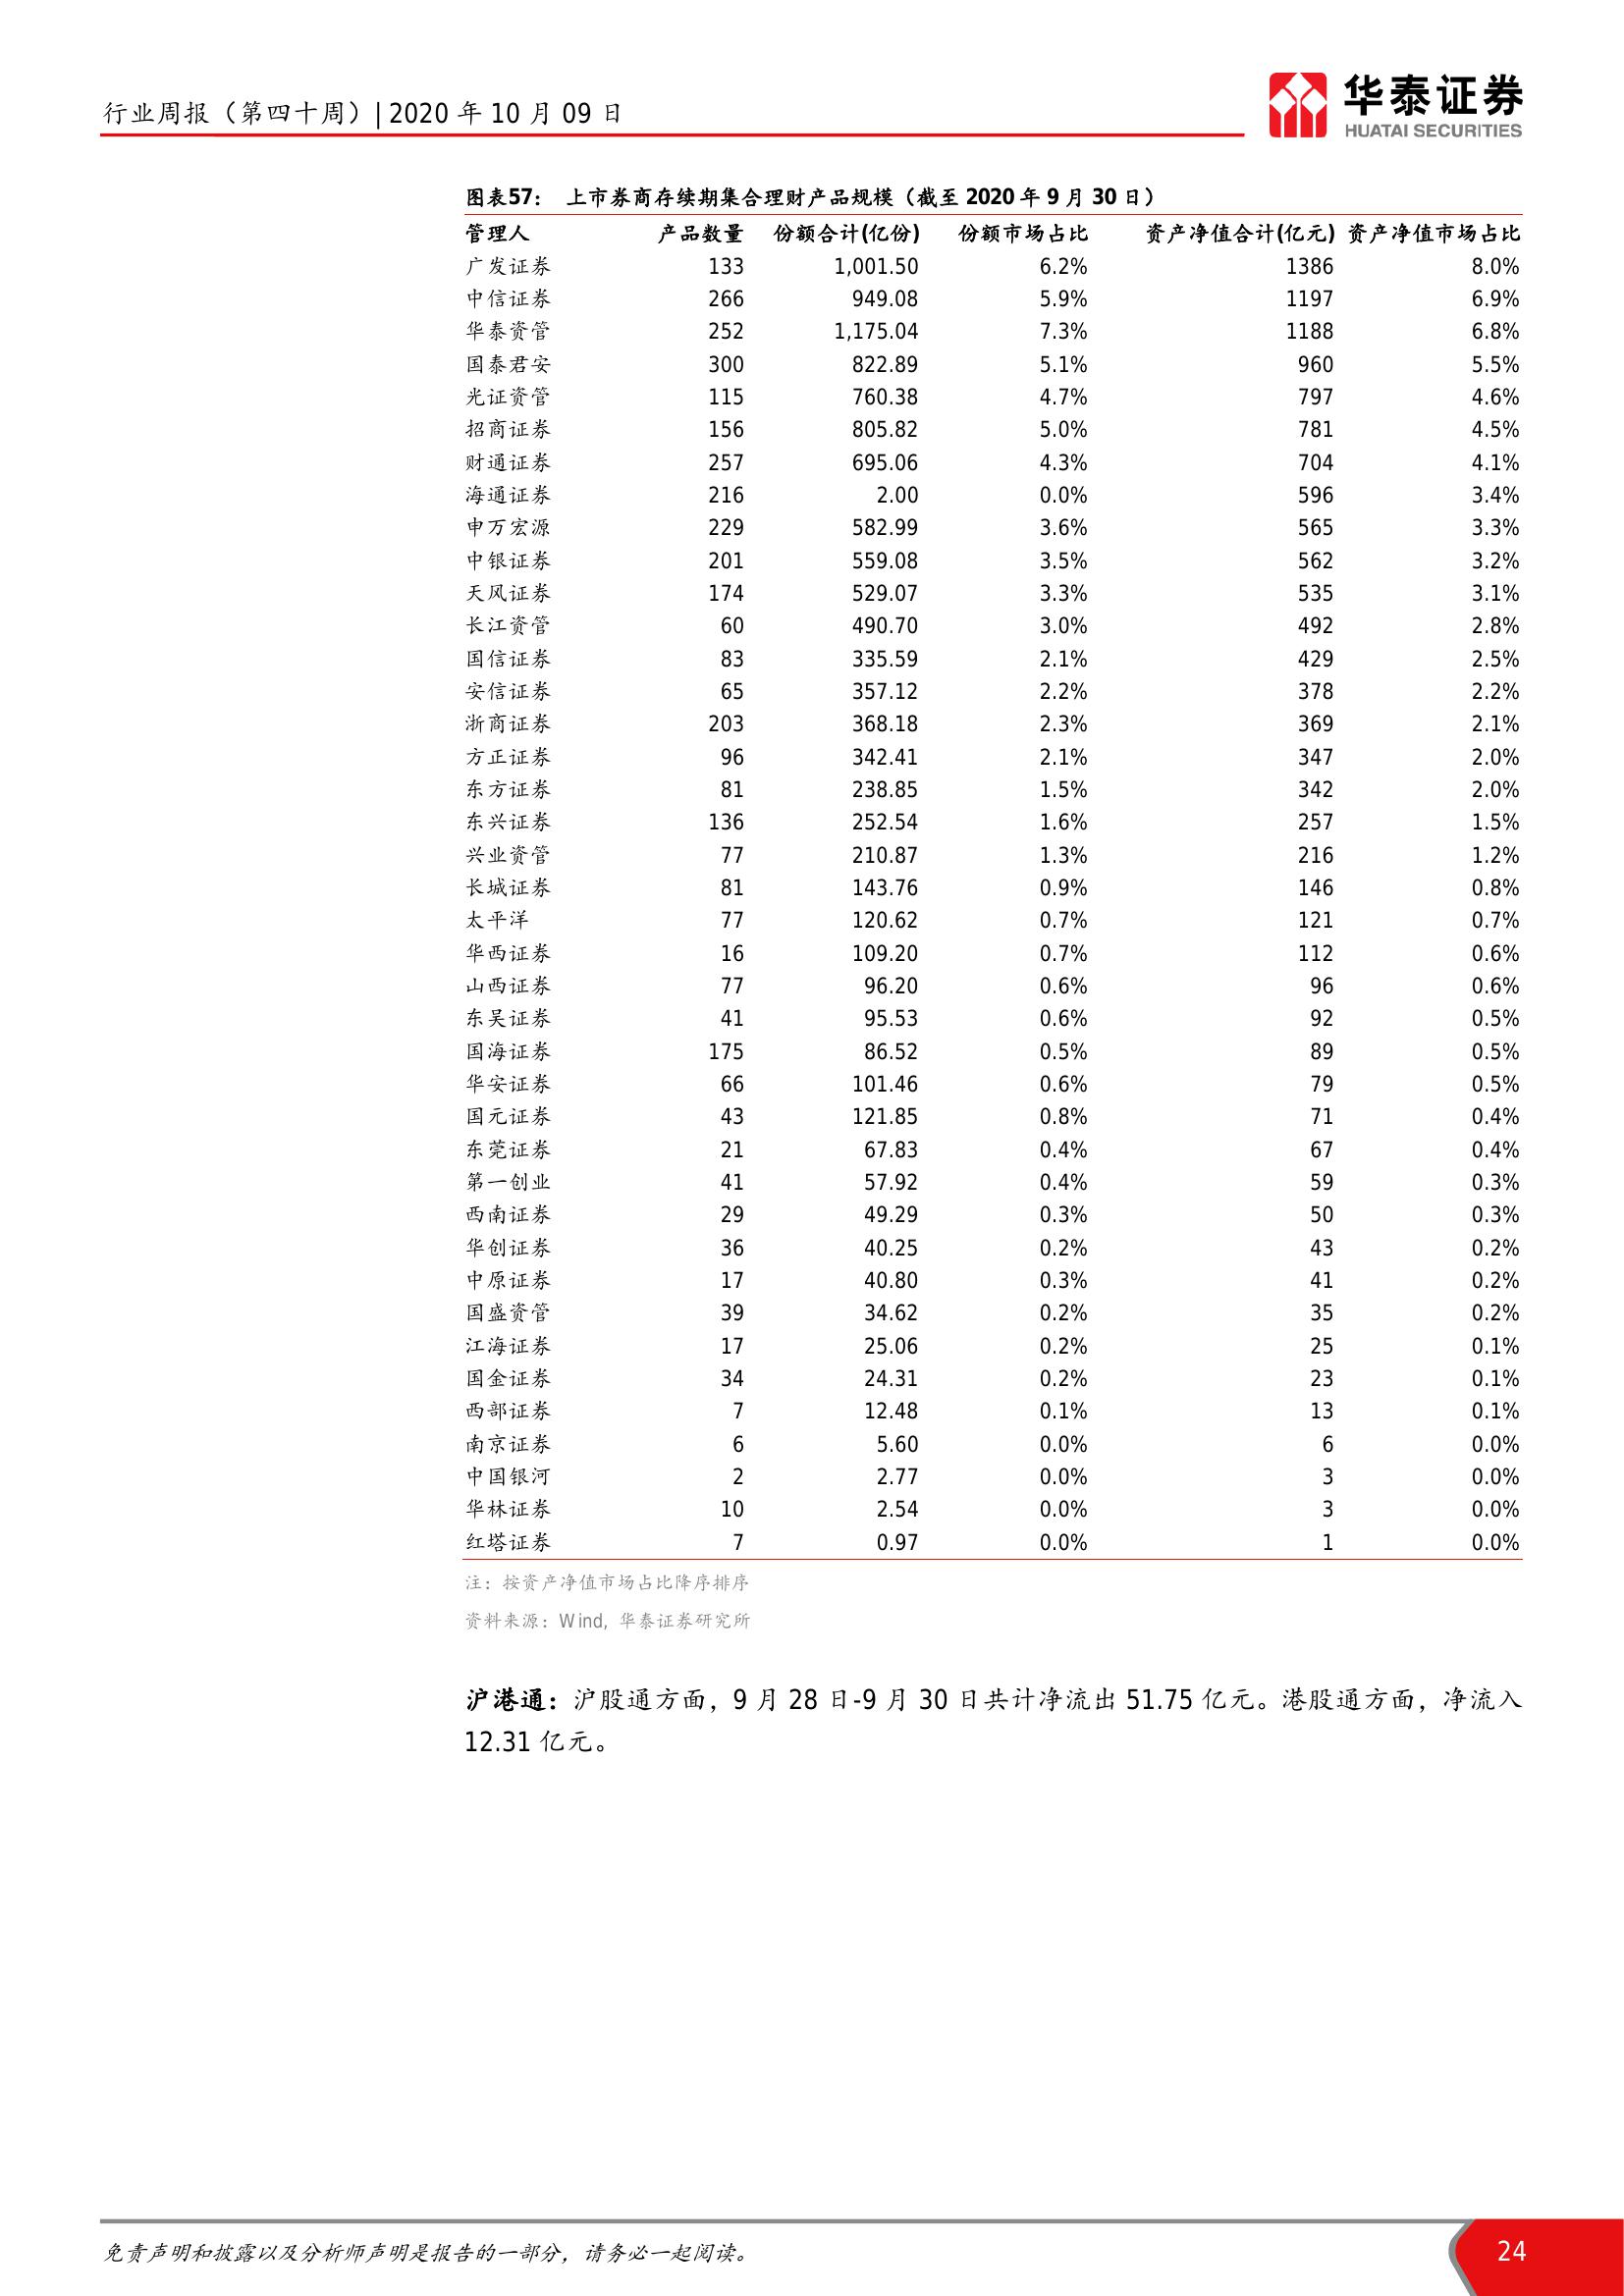 行业周报（第四十周）| 2020 年 10 月 09 日
华泰证券
HUATAI SECURITIES
图表57： 上市券商存续期集合理财产品规模（截至 2020 年 9 月 30 日）
管理人 产品数量 份额合计(亿份) 份额市场占比 资产净值合计(亿元) 资产净值市场占比
广发证券 133 1,001.50 6.2% 1386 8.0%
中信证券 266 949.08 5.9% 1197 6.9%
华泰资管 252 1,175.04 7.3% 1188 6.8%
国泰君安 300 822.89 5.1% 960 5.5%
光证资管 115 760.38 4.7% 797 4.6%
招商证券 156 805.82 5.0% 781 4.5%
财通证券 257 695.06 4.3% 704 4.1%
海通证券 216 2.00 0.0% 596 3.4%
申万宏源 229 582.99 3.6% 565 3.3%
中银证券 201 559.08 3.5% 562 3.2%
天风证券 174 529.07 3.3% 535 3.1%
长江资管 60 490.70 3.0% 492 2.8%
国信证券 83 335.59 2.1% 429 2.5%
安信证券 65 357.12 2.2% 378 2.2%
浙商证券 203 368.18 2.3% 369 2.1%
方正证券 96 342.41 2.1% 347 2.0%
东方证券 81 238.85 1.5% 342 2.0%
东兴证券 136 252.54 1.6% 257 1.5%
兴业资管 77 210.87 1.3% 216 1.2%
长城证券 81 143.76 0.9% 146 0.8%
太平洋 77 120.62 0.7% 121 0.7%
华西证券 16 109.20 0.7% 112 0.6%
山西证券 77 96.20 0.6% 96 0.6%
东吴证券 41 95.53 0.6% 92 0.5%
国海证券 175 86.52 0.5% 89 0.5%
华安证券 66 101.46 0.6% 79 0.5%
国元证券 43 121.85 0.8% 71 0.4%
东莞证券 21 67.83 0.4% 67 0.4%
第一创业 41 57.92 0.4% 59 0.3%
西南证券 29 49.29 0.3% 50 0.3%
华创证券 36 40.25 0.2% 43 0.2%
中原证券 17 40.80 0.3% 41 0.2%
国盛资管 39 34.62 0.2% 35 0.2%
江海证券 17 25.06 0.2% 25 0.1%
国金证券 34 24.31 0.2% 23 0.1%
西部证券 7 12.48 0.1% 13 0.1%
南京证券 6 5.60 0.0% 6 0.0%
中国银河 2 2.77 0.0% 3 0.0%
华林证券 10 2.54 0.0% 3 0.0%
红塔证券 7 0.97 0.0% 1 0.0%
注：按资产净值市场占比降序排序
资料来源：Wind, 华泰证券研究所
沪港通：沪股通方面，9 月 28 日-9 月 30 日共计净流出 51.75 亿元。港股通方面，净流入
12.31 亿元。
免责声明和披露以及分析师声明是报告的一部分，请务必一起阅读。
24